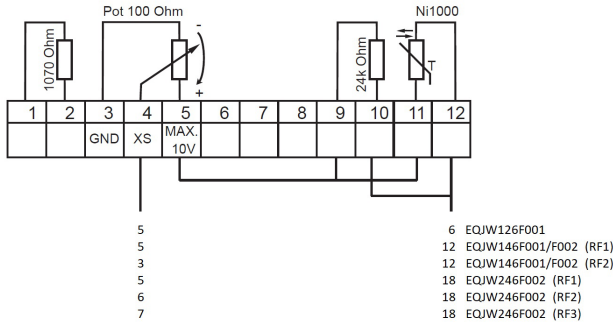 Pot 100 Ohm
Ni1000
1070 Ohm
-
+
24k Ohm
T
1 2 3 4 5 6 7 8 9 10 11 12
GND XS MAX. 10V
5 6 EQJW126F001
5 12 EQJW146F001/F002 (RF1)
3 12 EQJW146F001/F002 (RF2)
5 18 EQJW246F002 (RF1)
6 18 EQJW246F002 (RF2)
7 18 EQJW246F002 (RF3)